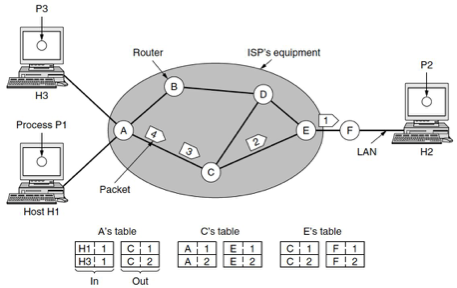 P3
Router
ISP's equipment
P2
H3
B
D
Process P1
A
4
3
2
E
1
F
C
LAN
H2
Packet
Host H1
A's table
C's table
E's table
H1 1 C 1 A 1 E 1 C 1 F 1
H3 1 C 2 A 2 E 2 C 2 F 2
In
Out